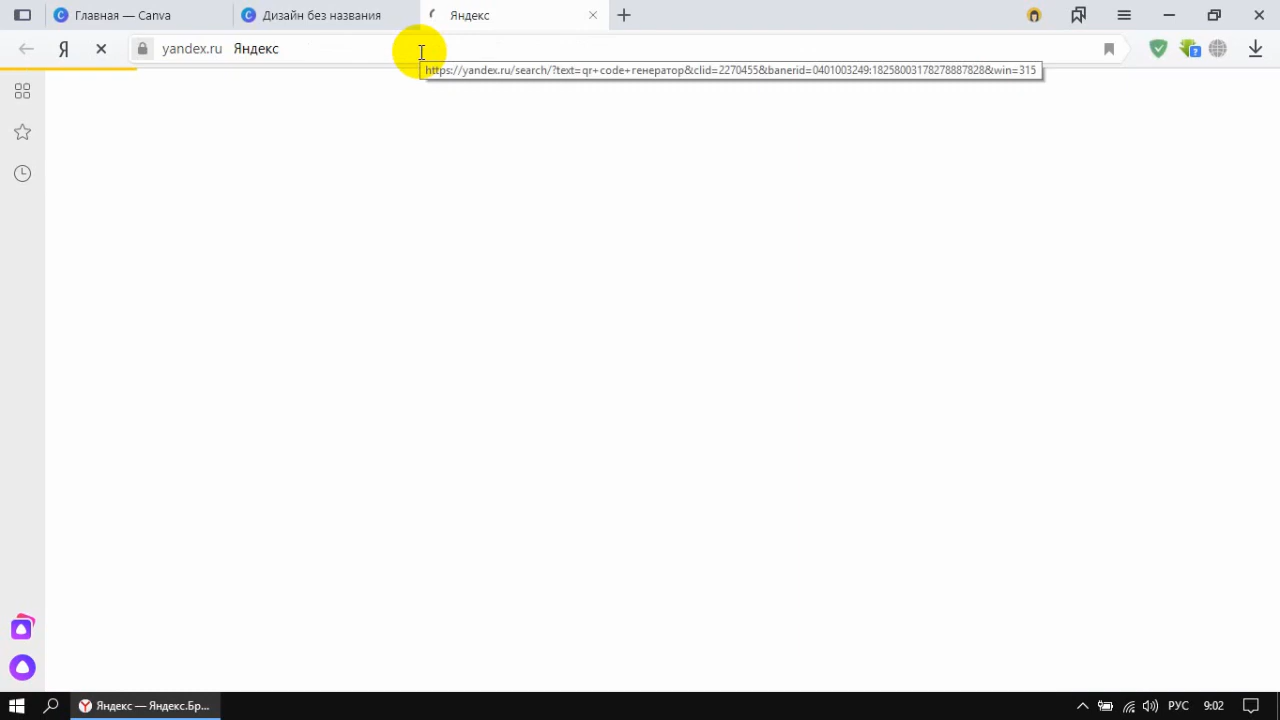 Главная — Canva
Дизайн без названия
Яндекс
Я
yandex.ru Яндекс
https://yandex.ru/search/?text=qr+code+генератор&clid=2270455&banerid=0401003249:18258003178278887828&win=315
Яндекс — Яндекс.Бр...
РУС
9:02